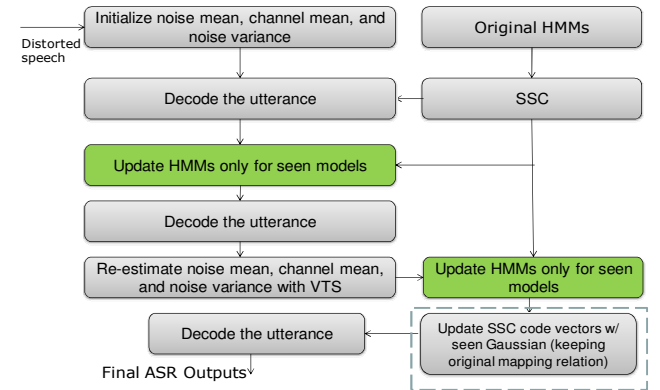 Initialize noise mean, channel mean, and
noise variance
Original HMMs
Distorted
speech
Decode the utterance
SSC
Update HMMs only for seen models
Decode the utterance
Re-estimate noise mean, channel mean,
and noise variance with VTS
Update HMMs only for seen
models
Decode the utterance
Update SSC code vectors w/
seen Gaussian (keeping
original mapping relation)
Final ASR Outputs